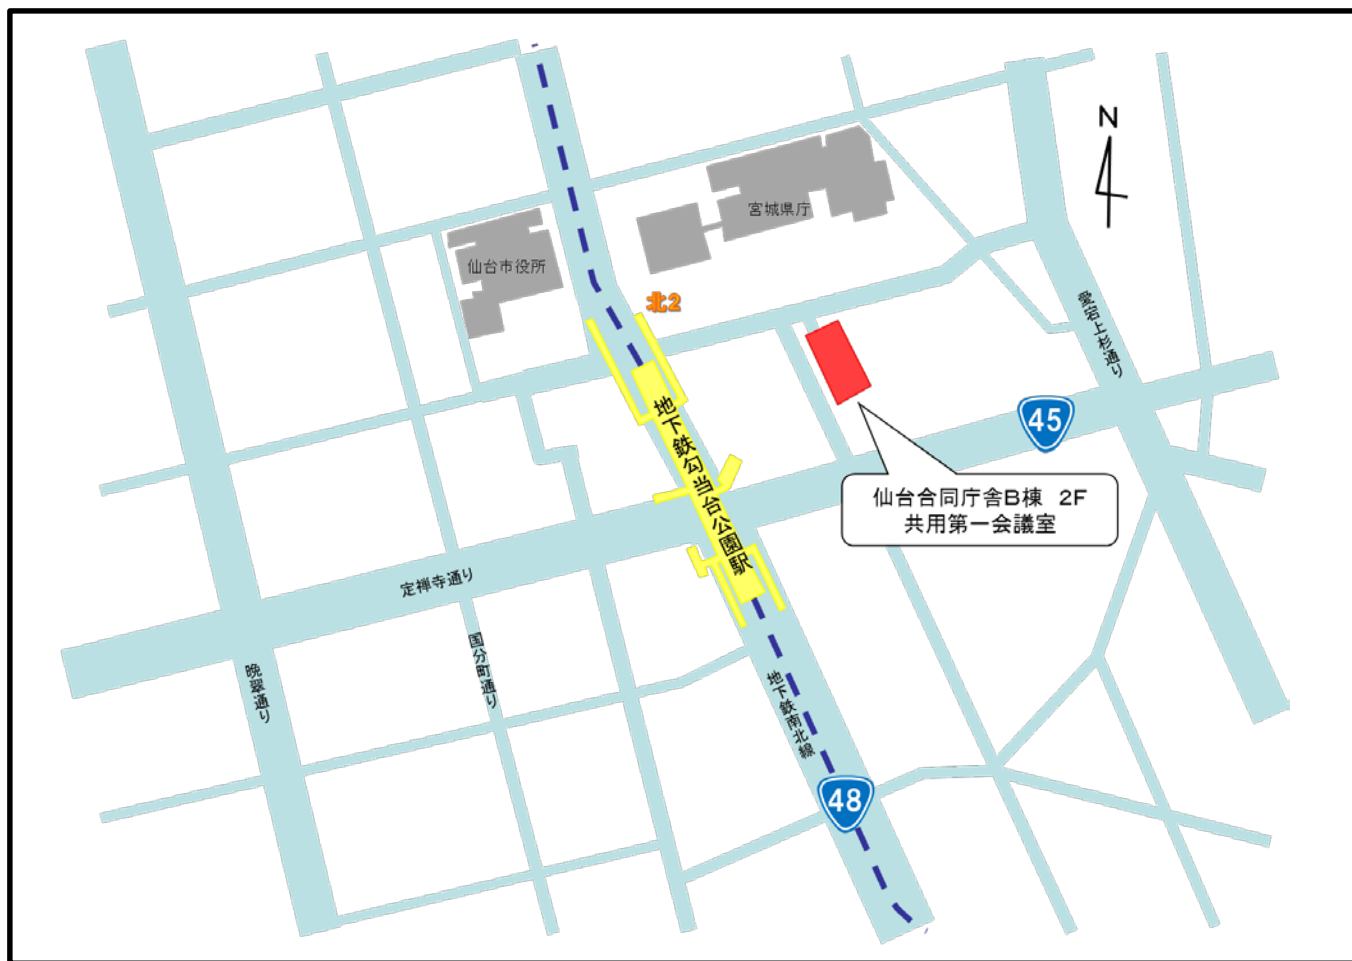 N
宮城県庁
仙台市役所
北2
愛宕上杉通り
45
地下鉄勾当台公園駅
仙台合同庁舎B棟 2F
共用第一会議室
定禅寺通り
国分町通り
晩翠通り
地下鉄南北線
48